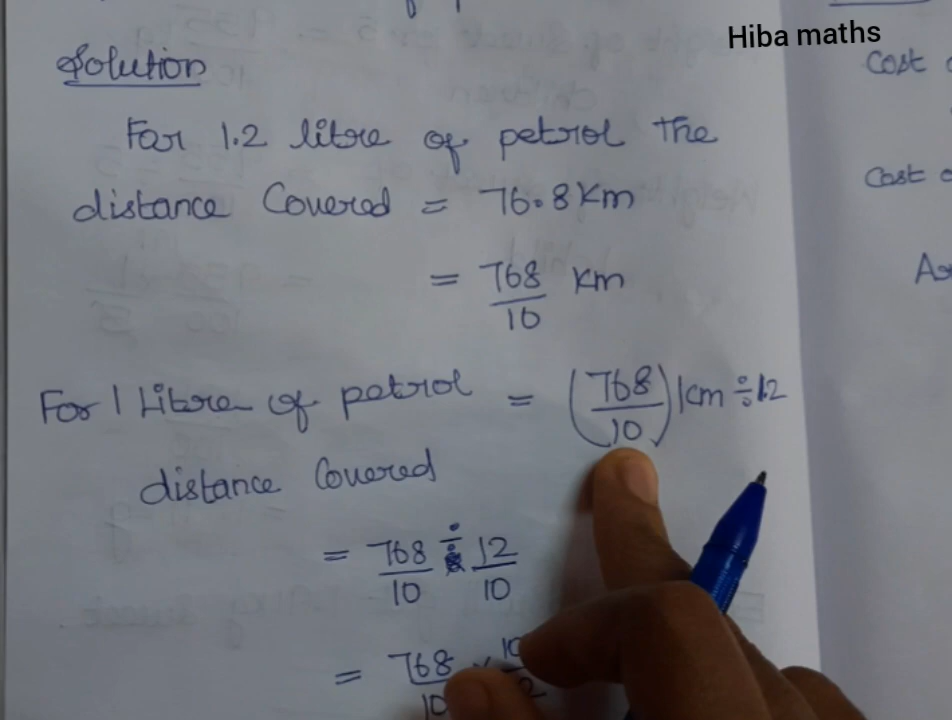 Hiba maths
Solution
For 1.2 litre of petrol The
distance Covered = 76.8 Km
= 768/10 Km
For 1 Litre of petrol = (768/10) km ÷ 1.2
distance Covered
= 768/10 ÷ 12/10
= 768/10 ×
Cost
Cost